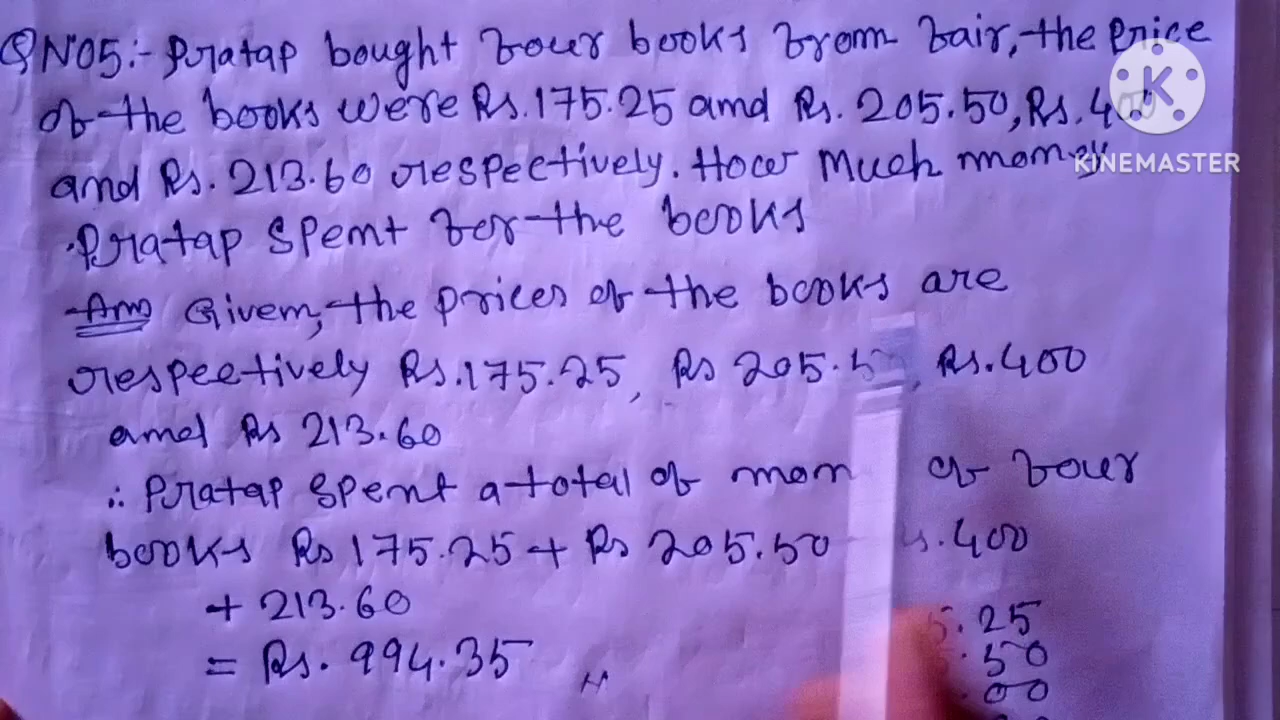 QNO5:- Pratap bought four books from fair, the price
of the books were Rs.175.25 and Rs. 205.50, Rs.400
and Rs. 213.60 respectively. How Much money
Pratap spent for the books
Ans Given, the prices of the books are
respectively Rs.175.25, Rs 205.5 , Rs.400
and Rs 213.60
∴ Pratap spent a total of mon of four
books Rs 175.25 + Rs 205.50 .400
+ 213.60
= Rs. 994.35
5.25
.50
.00
K
KINEMASTER